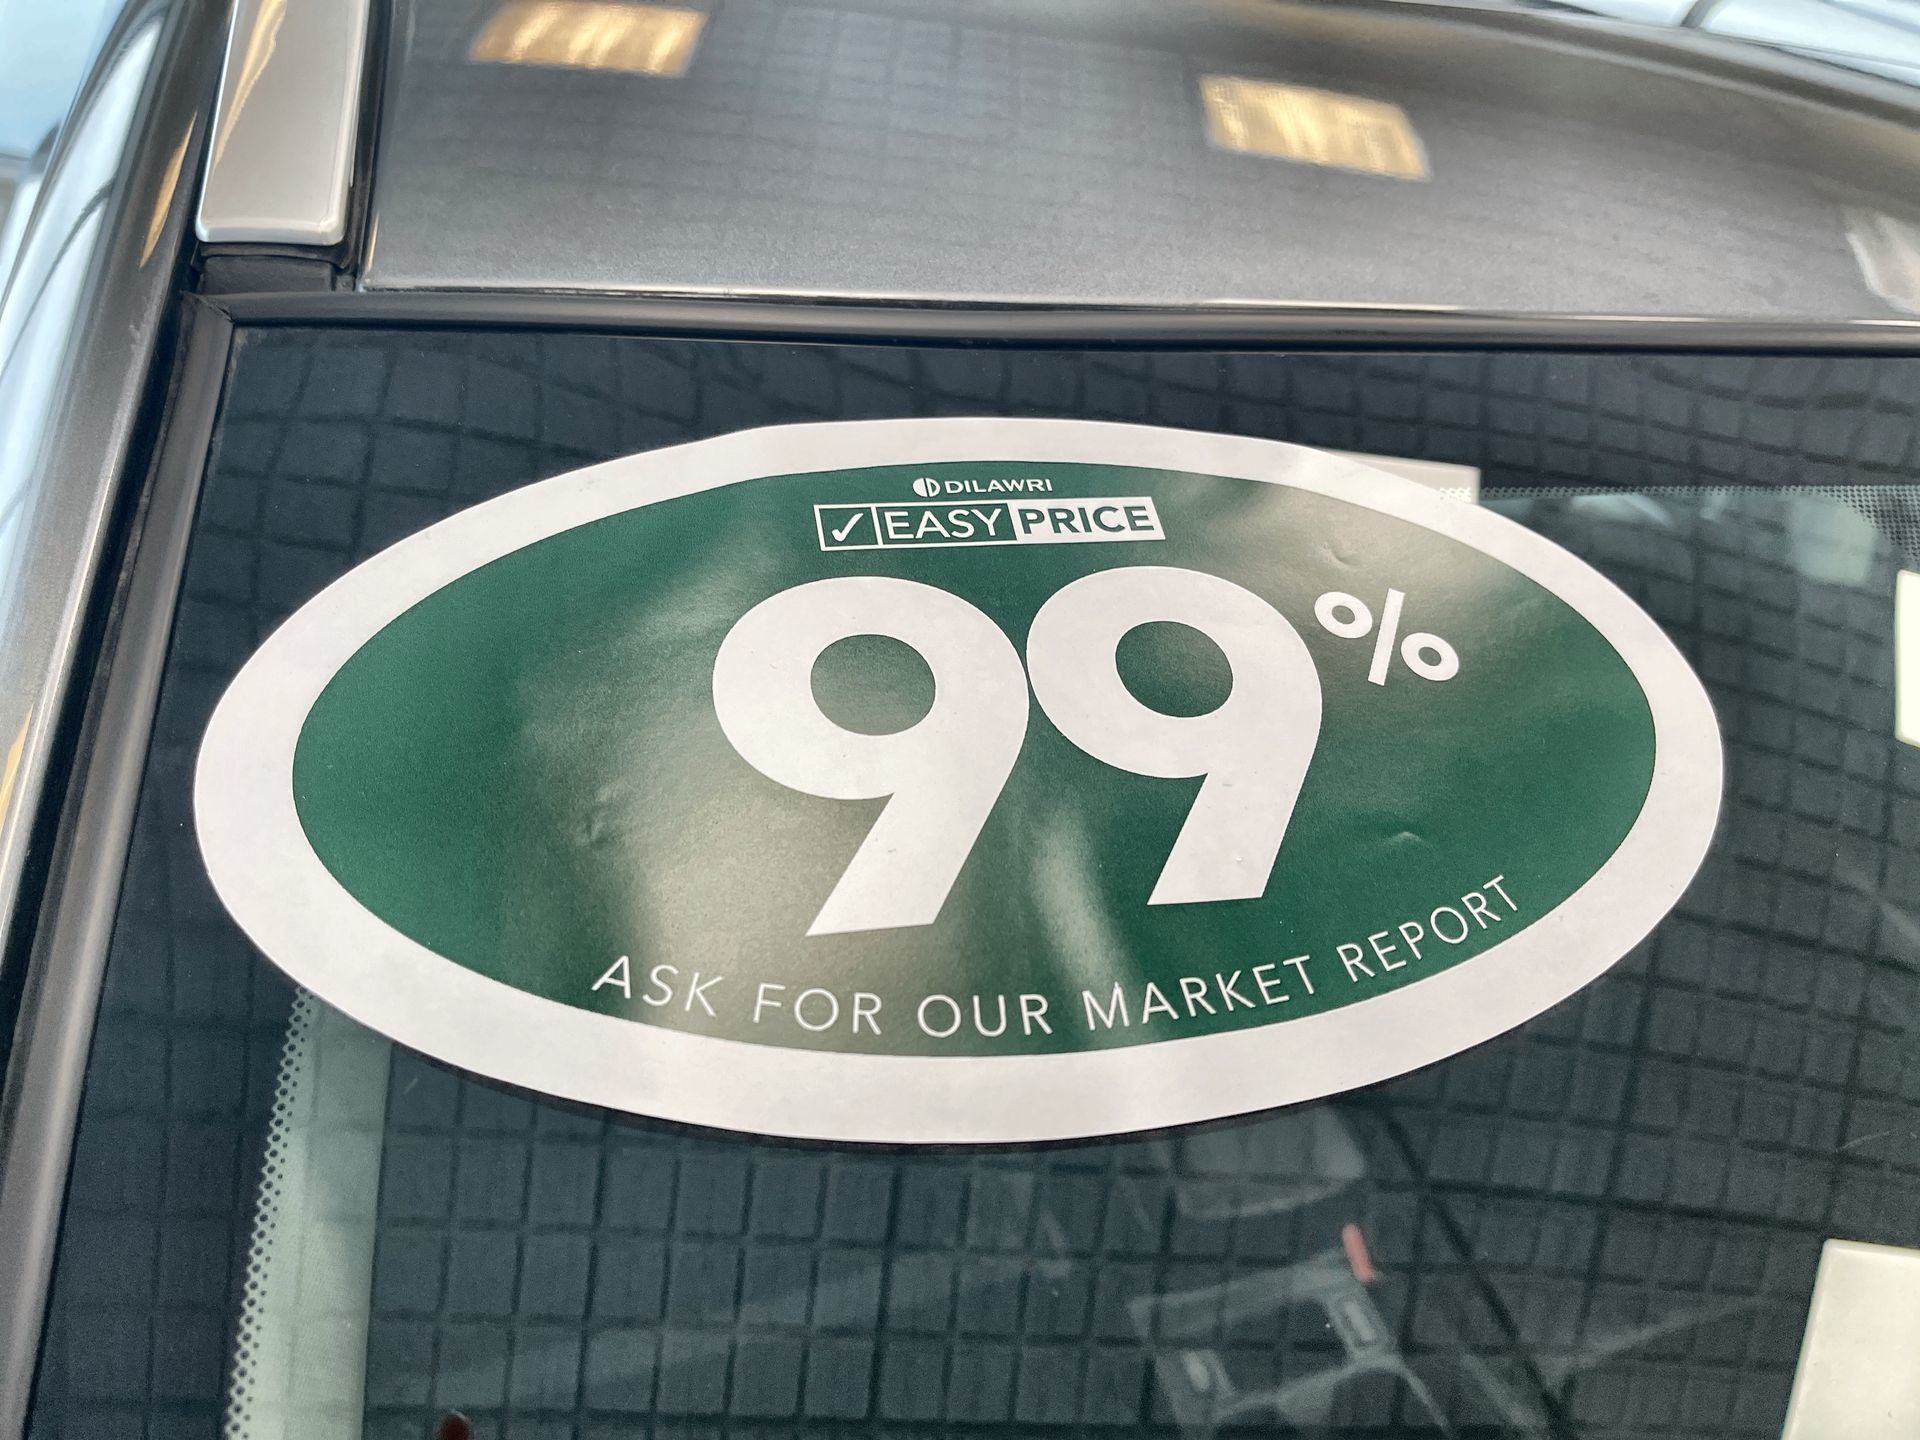 DILAWRI
✓ EASY PRICE
99%
ASK FOR OUR MARKET REPORT